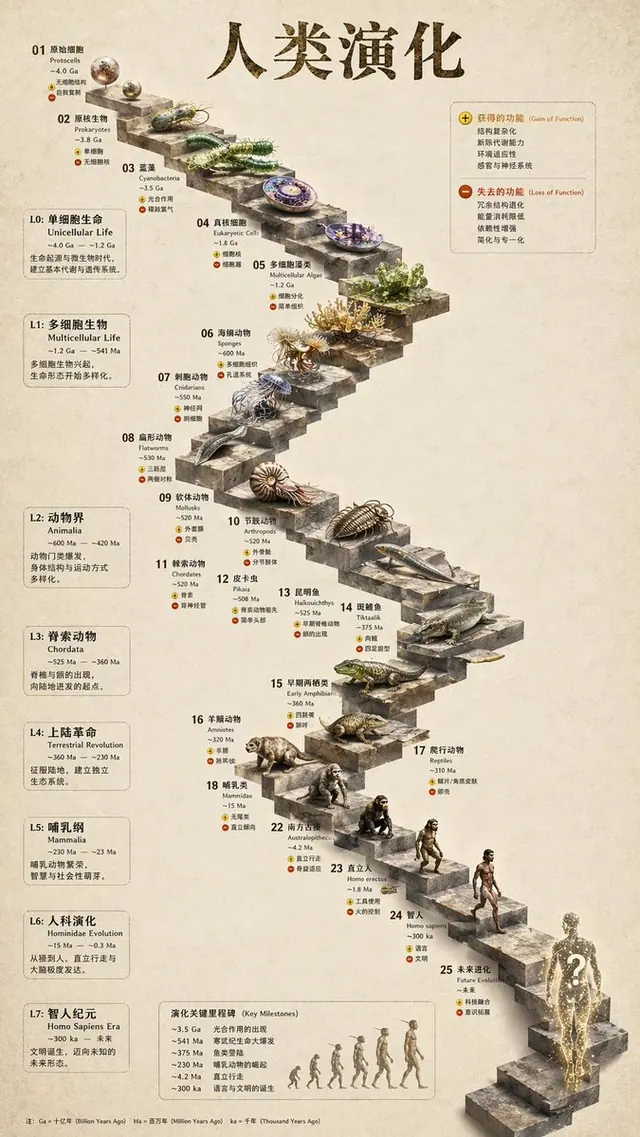 人类演化
01 原始细胞
Protocells
~4.0 Ga
无细胞结构
自我复制
02 原核生物
Prokaryotes
~3.8 Ga
单细胞
无细胞核
03 蓝藻
Cyanobacteria
~3.5 Ga
光合作用
释放氧气
04 真核细胞
Eukaryotic Cells
~1.8 Ga
细胞核
细胞器
05 多细胞藻类
Multicellular Algae
~1.2 Ga
细胞分化
简单组织
06 海绵动物
Sponges
~600 Ma
多细胞组织
孔道系统
07 刺胞动物
Cnidarians
~550 Ma
神经网
刺细胞
08 扁形动物
Flatworms
~530 Ma
三胚层
两侧对称
09 软体动物
Mollusks
~520 Ma
外套膜
贝壳
10 节肢动物
Arthropods
~520 Ma
外骨骼
分节肢体
11 棘索动物
Chordates
~520 Ma
脊索
背神经管
12 皮卡虫
Pikaia
~508 Ma
脊索动物祖先
简单头部
13 昆明鱼
Haikouichthys
~525 Ma
早期脊椎动物
颌的出现
14 斑鳍鱼
Tiktaalik
~375 Ma
肉鳍
四足雏型
15 早期两栖类
Early Amphibian
~360 Ma
四肢
肺呼
16 羊膜动物
Amniotes
~320 Ma
羊膜
17 爬行动物
Reptiles
~310 Ma
鳞片/角质皮肤
卵壳
18 哺乳类
~15 Ma
无尾类
直立倾向
22 南方古
Australopithecu
~4.2 Ma
直立行走
骨盆适应
23 直立人
Homo erectus
~1.8 Ma
工具使用
火的控制
24 智人
Homo sapiens
~300 ka
语言
文明
25 未来进化
Future Evolution
~未来
科技融合
意识拓展
+ 获得的功能 (Gain of Function)
结构复杂化
新陈代谢能力
环境适应性
感官与神经系统
− 失去的功能 (Loss of Function)
冗余结构退化
能量消耗限低
依赖性增强
简化与专一化
L0: 单细胞生命
Unicellular Life
~4.0 Ma — ~1.2 Ga
生命起源与微生物时代,
建立基本代谢与遗传系统。
L1: 多细胞生物
Multicellular Life
~1.2 Ga — ~541 Ma
多细胞生物兴起,
生命形态开始多样化。
L2: 动物界
Animalia
~600 Ma — ~420 Ma
动物门类爆发,
身体结构与运动方式
多样化。
L3: 脊索动物
Chordata
~525 Ma — ~360 Ma
脊椎与颌的出现,
向陆地进发的起点。
L4: 上陆革命
Terrestrial Revolution
~360 Ma — ~230 Ma
征服陆地,建立独立
生态系统。
L5: 哺乳纲
Mammalia
~230 Ma — ~23 Ma
哺乳动物繁荣,
智慧与社会性萌芽。
L6: 人科演化
Hominidae Evolution
~15 Ma — ~0.3 Ma
从猿到人,直立行走与
大脑极度发达。
L7: 智人纪元
Homo Sapiens Era
~300 ka — 未来
文明诞生,迈向未知的
未来形态。
?
演化关键里程碑 (Key Milestones)
~3.5 Ga 光合作用的出现
~541 Ma 寒武纪生命大爆发
~375 Ma 鱼类登陆
~230 Ma 哺乳动物的崛起
~4.2 Ma 直立行走
~300 ka 语言与文明的诞生
注: Ga = 十亿年 (Billion Years Ago) Ma = 百万年 (Million Years Ago) ka = 千年 (Thousand Years Ago)